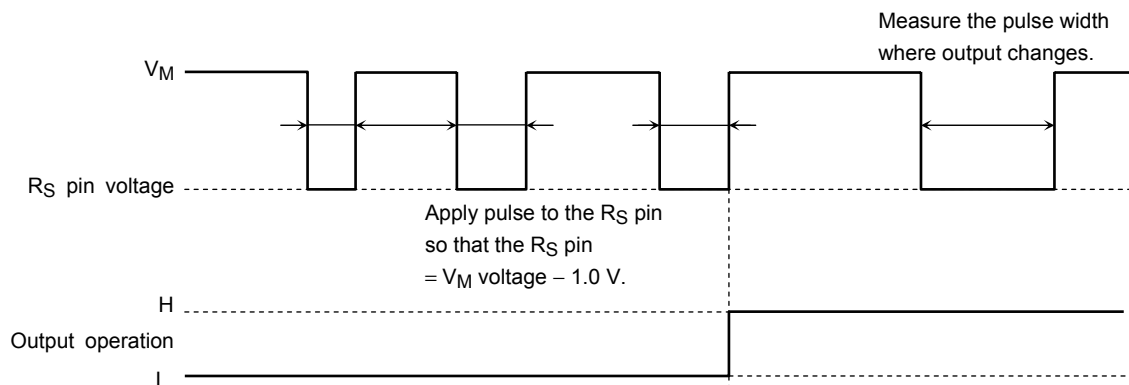 Measure the pulse width
where output changes.
VM
RS pin voltage
Apply pulse to the RS pin
so that the RS pin
= VM voltage − 1.0 V.
H
Output operation
L